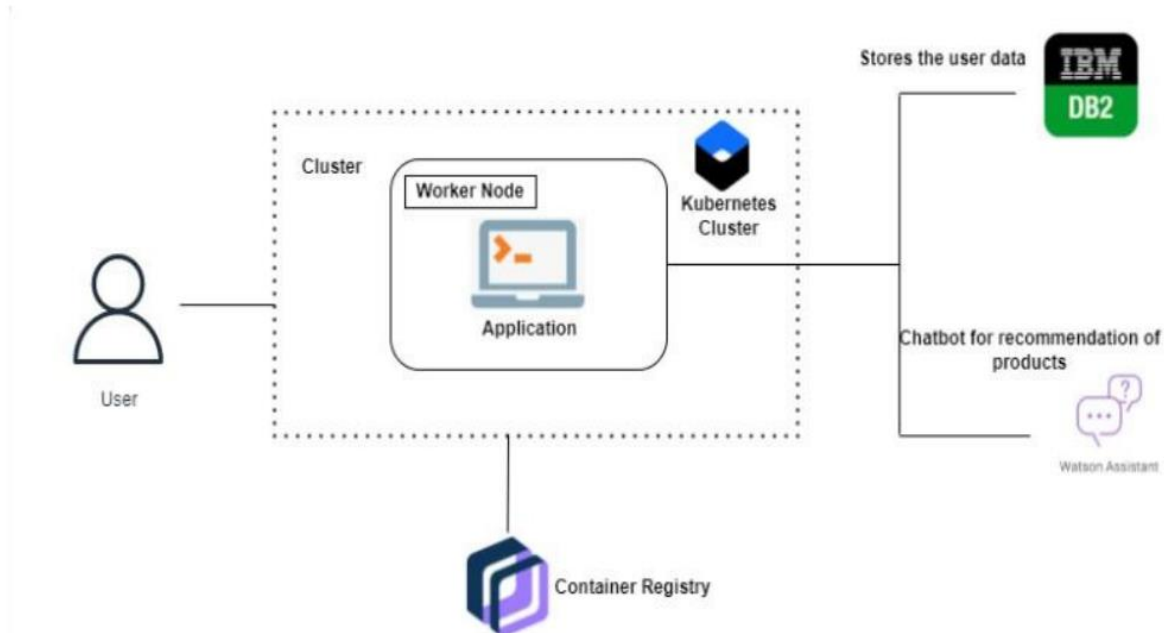 Stores the user data
IBM
DB2
Cluster
Worker Node
Kubernetes
Cluster
Application
User
Chatbot for recommendation of
products
?
Watson Assistant
Container Registry